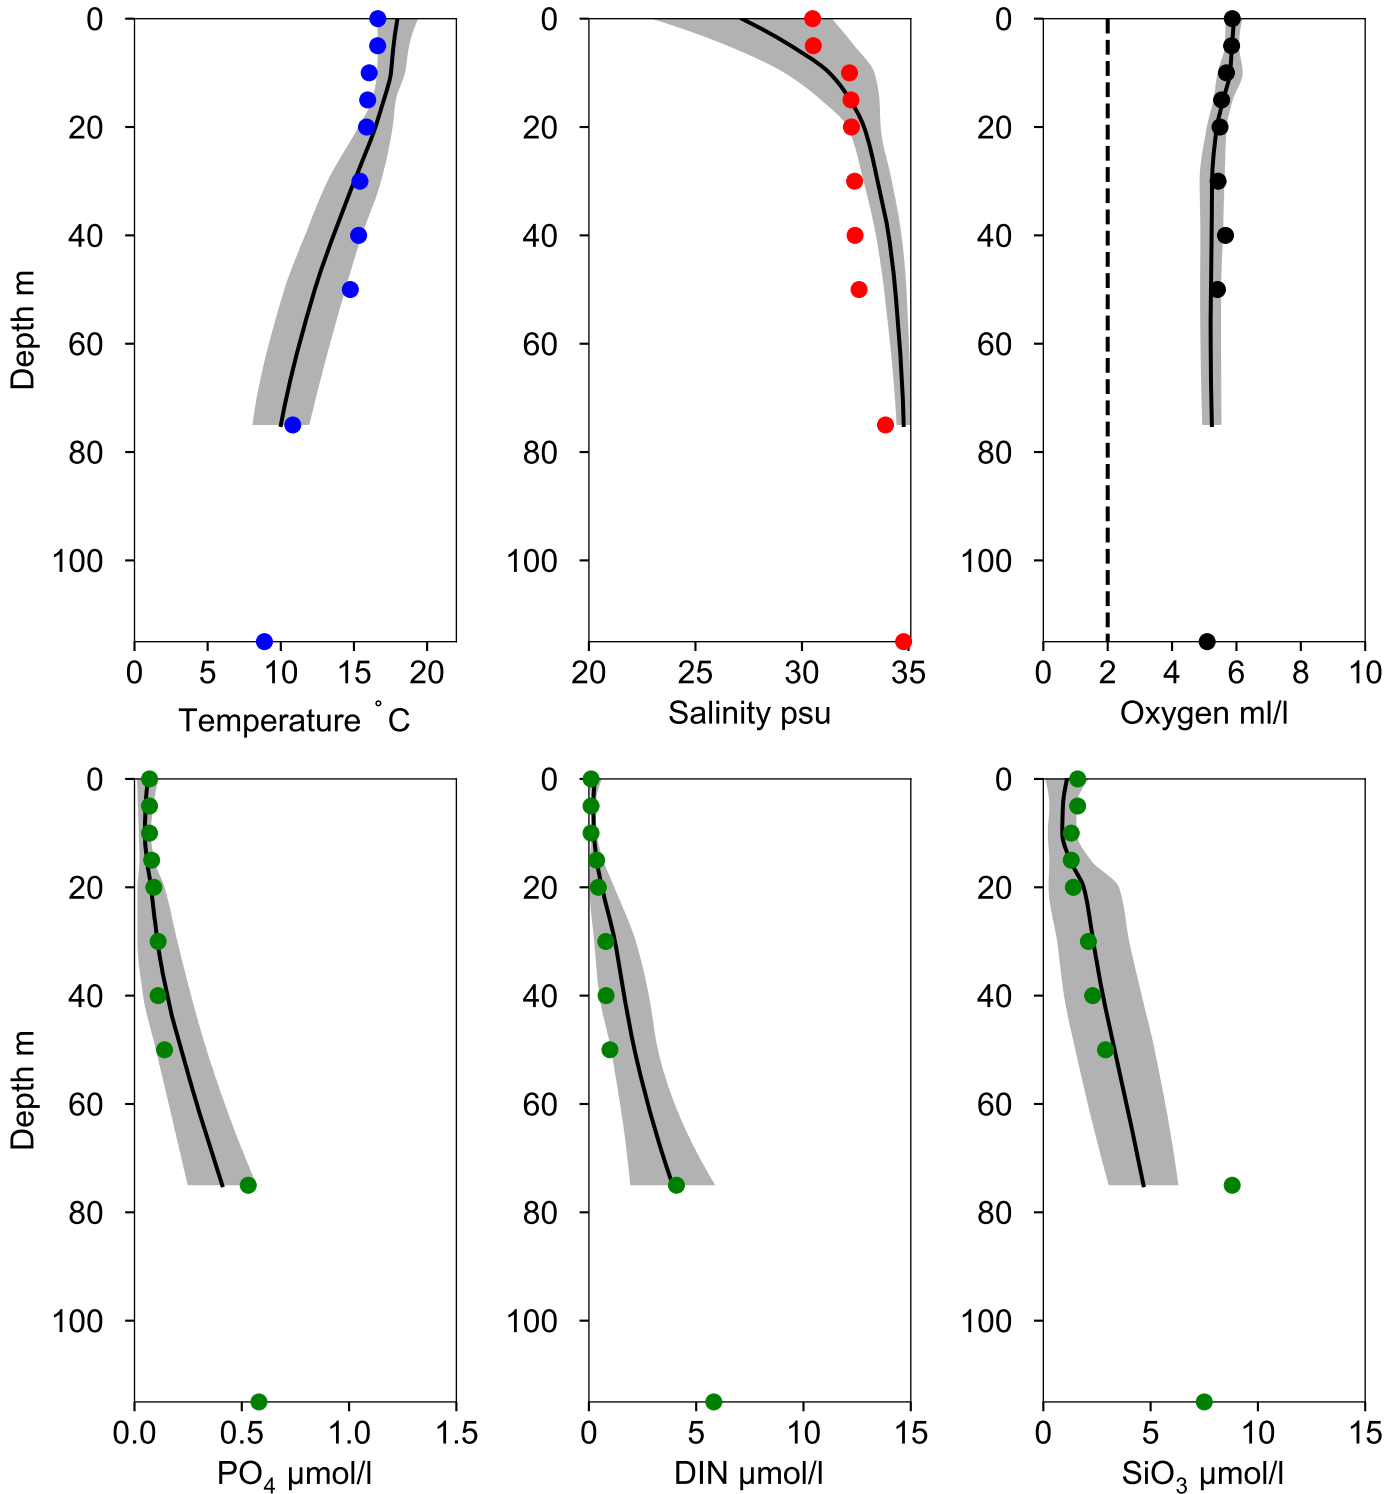 0
20
40
60
80
100
Depth m
0 5 10 15 20
Temperature °C
0
20
40
60
80
100
20 25 30 35
Salinity psu
0
20
40
60
80
100
0 2 4 6 8 10
Oxygen ml/l
0
20
40
60
80
100
Depth m
0.0 0.5 1.0 1.5
PO₄ µmol/l
0
20
40
60
80
100
0 5 10 15
DIN µmol/l
0
20
40
60
80
100
0 5 10 15
SiO₃ µmol/l